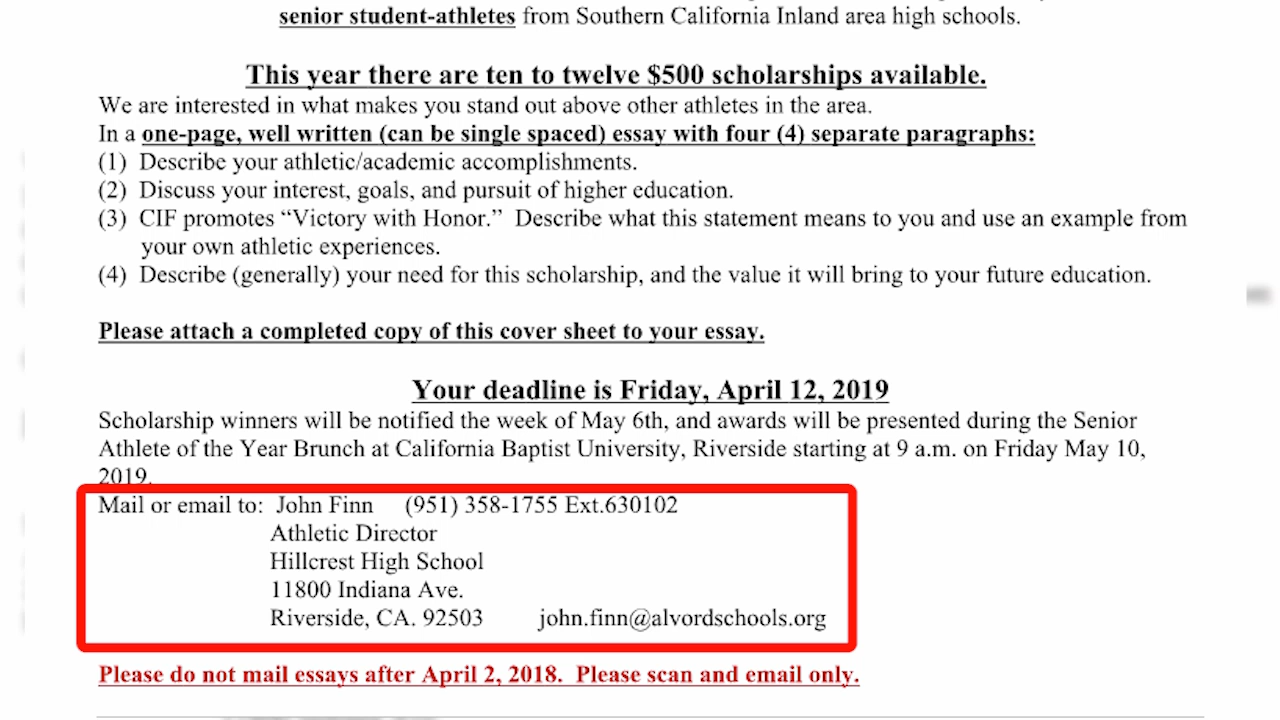 senior student-athletes from Southern California Inland area high schools.
This year there are ten to twelve $500 scholarships available.
We are interested in what makes you stand out above other athletes in the area.
In a one-page, well written (can be single spaced) essay with four (4) separate paragraphs:
(1) Describe your athletic/academic accomplishments.
(2) Discuss your interest, goals, and pursuit of higher education.
(3) CIF promotes “Victory with Honor.” Describe what this statement means to you and use an example from
your own athletic experiences.
(4) Describe (generally) your need for this scholarship, and the value it will bring to your future education.
Please attach a completed copy of this cover sheet to your essay.
Your deadline is Friday, April 12, 2019
Scholarship winners will be notified the week of May 6th, and awards will be presented during the Senior
Athlete of the Year Brunch at California Baptist University, Riverside starting at 9 a.m. on Friday May 10,
2019.
Mail or email to: John Finn (951) 358-1755 Ext.630102
Athletic Director
Hillcrest High School
11800 Indiana Ave.
Riverside, CA. 92503 john.finn@alvordschools.org
Please do not mail essays after April 2, 2018. Please scan and email only.